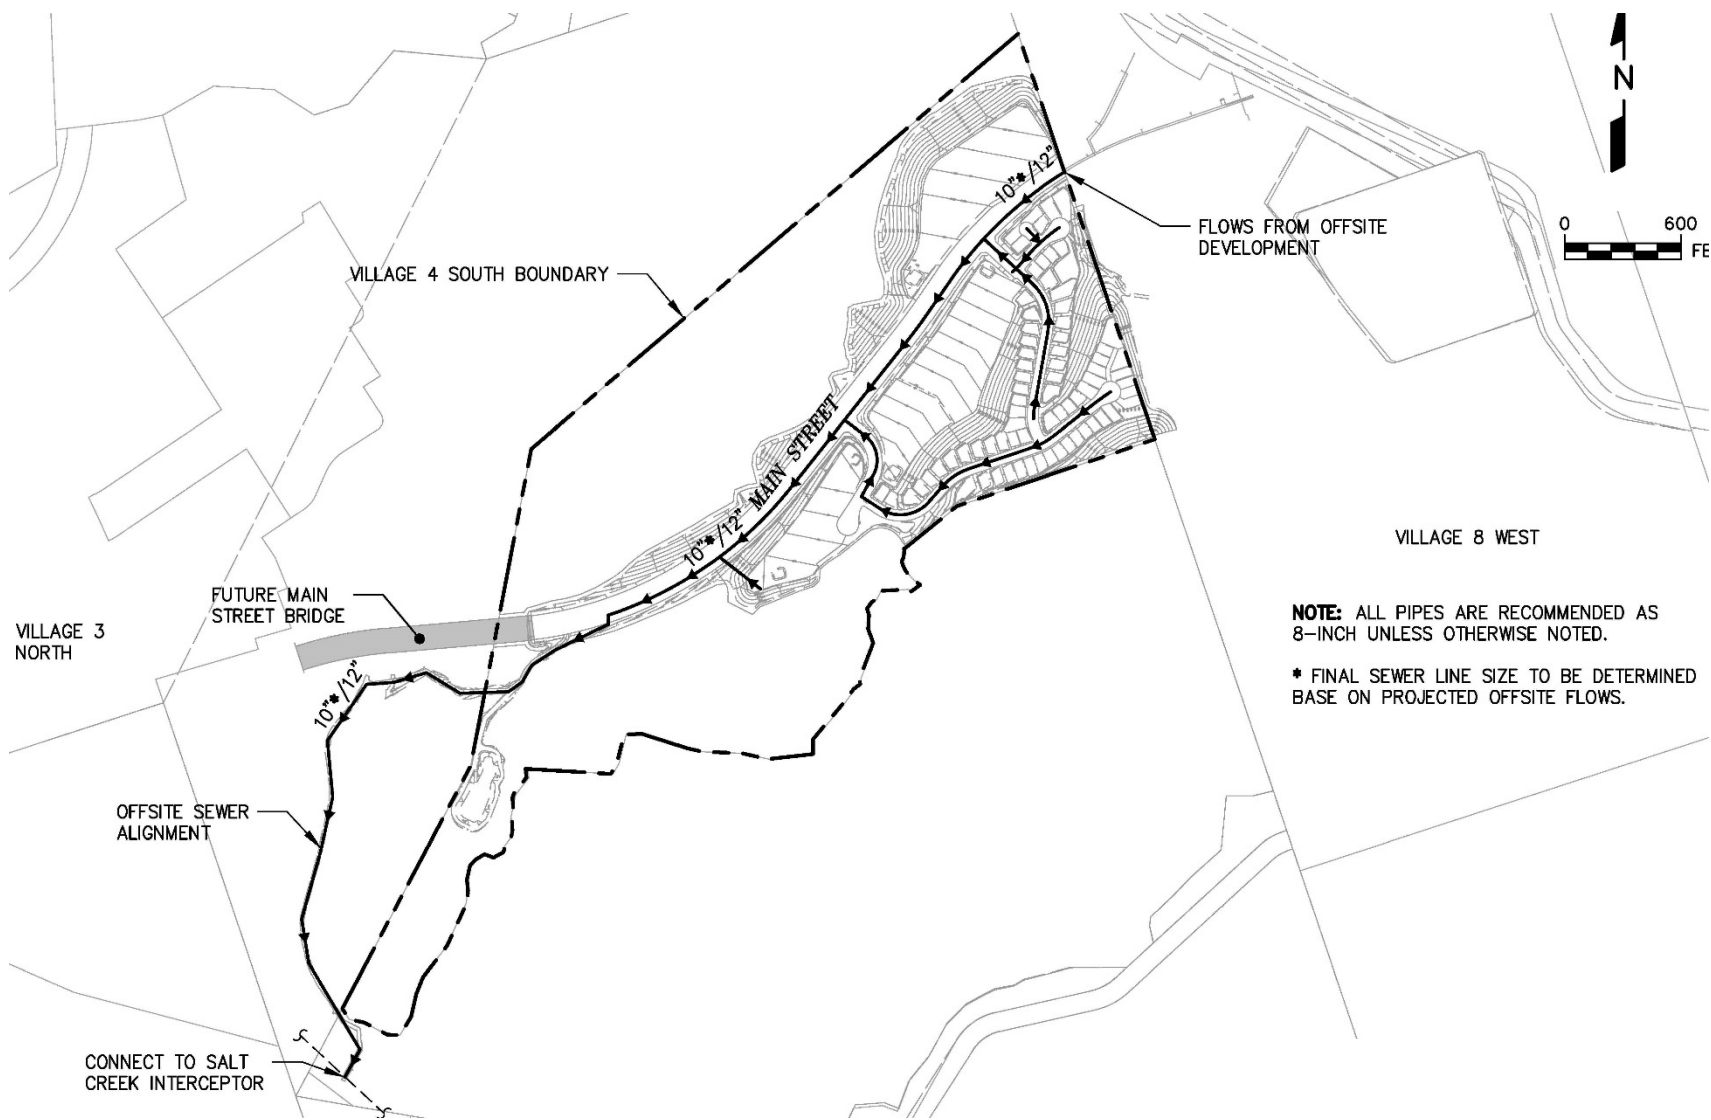 N
0 600
FE
10"*/12"
FLOWS FROM OFFSITE
DEVELOPMENT
VILLAGE 4 SOUTH BOUNDARY
MAIN STREET
10"*/12"
VILLAGE 8 WEST
FUTURE MAIN
STREET BRIDGE
VILLAGE 3
NORTH
NOTE: ALL PIPES ARE RECOMMENDED AS
8-INCH UNLESS OTHERWISE NOTED.
* FINAL SEWER LINE SIZE TO BE DETERMINED
BASE ON PROJECTED OFFSITE FLOWS.
10"*/12"
OFFSITE SEWER
ALIGNMENT
CONNECT TO SALT
CREEK INTERCEPTOR